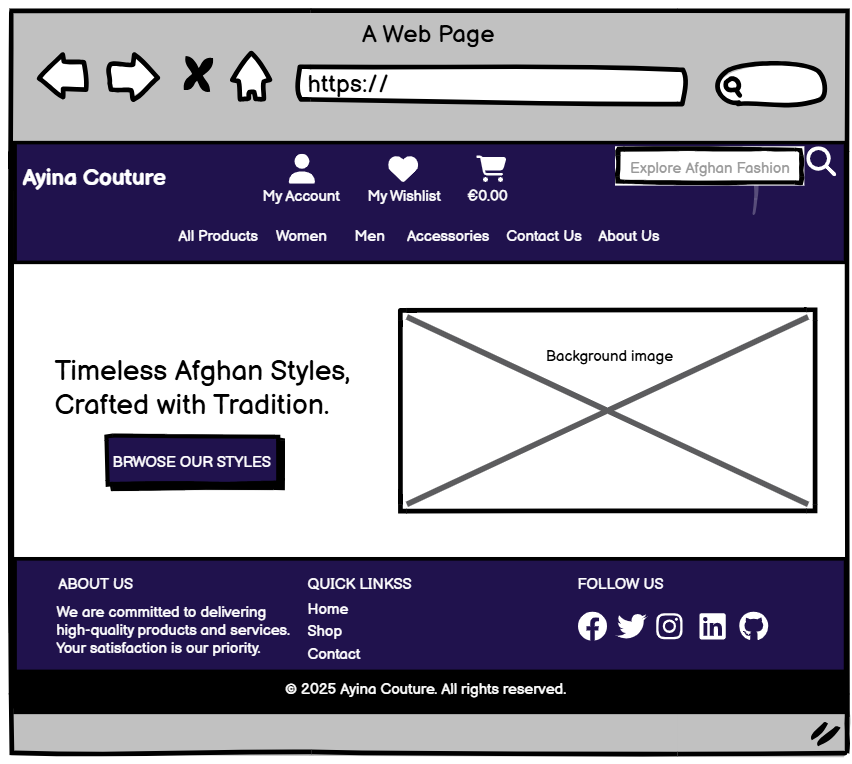 A Web Page
https://
Ayina Couture
My Account
My Wishlist
€0.00
Explore Afghan Fashion
All Products
Women
Men
Accessories
Contact Us
About Us
Timeless Afghan Styles,
Crafted with Tradition.
BRWOSE OUR STYLES
Background image
ABOUT US
We are committed to delivering
high-quality products and services.
Your satisfaction is our priority.
QUICK LINKSS
Home
Shop
Contact
FOLLOW US
© 2025 Ayina Couture. All rights reserved.